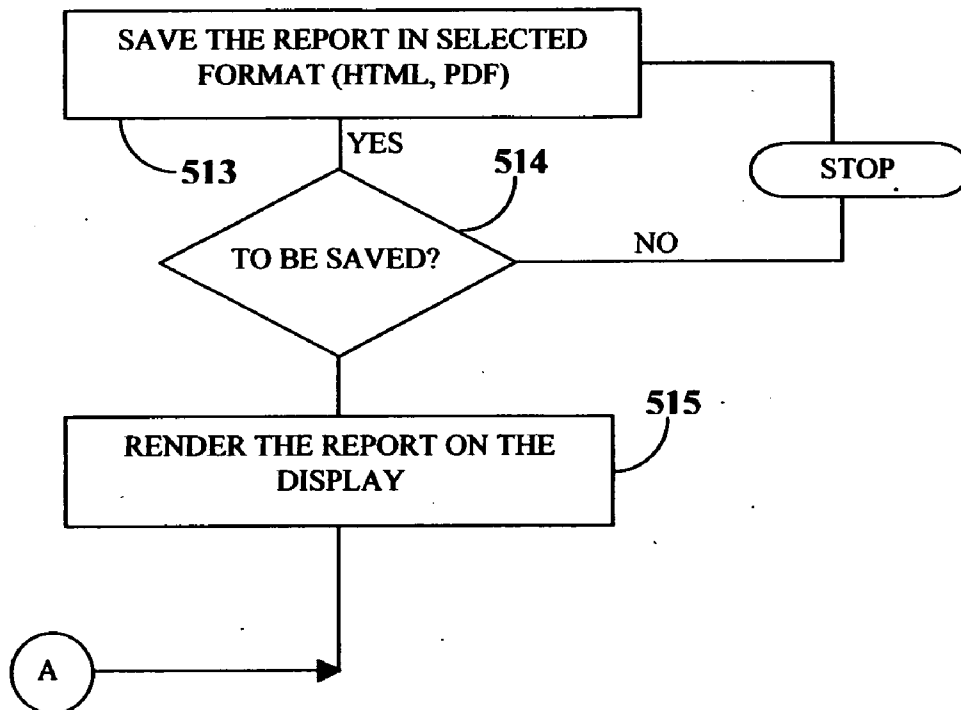 SAVE THE REPORT IN SELECTED
FORMAT (HTML, PDF)
YES
513
514
STOP
TO BE SAVED?
NO
515
RENDER THE REPORT ON THE
DISPLAY
A